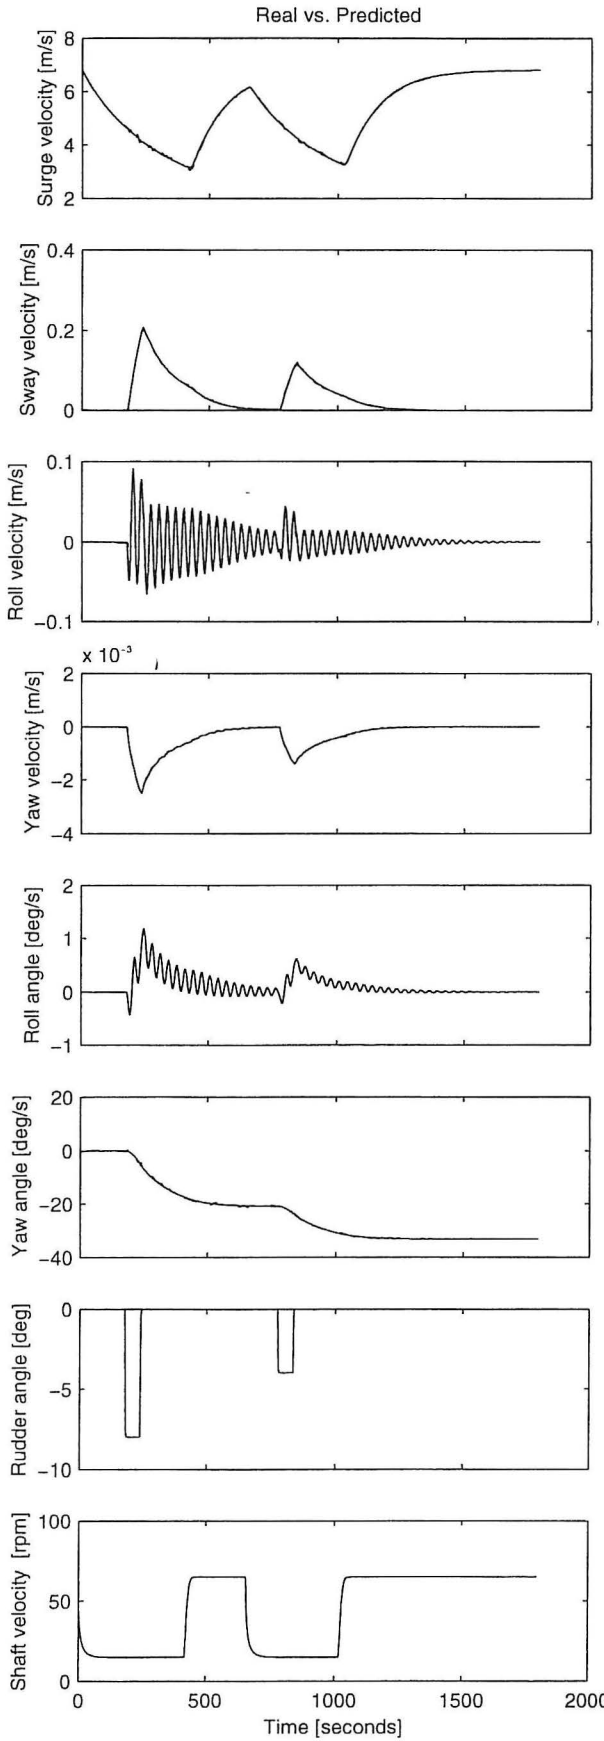 Real vs. Predicted
Surge velocity [m/s]
8
6
4
2
Sway velocity [m/s]
0.4
0.2
0
Roll velocity [m/s]
0.1
0
−0.1
x 10⁻³
Yaw velocity [m/s]
2
0
−2
−4
Roll angle [deg/s]
2
1
0
−1
Yaw angle [deg/s]
20
0
−20
−40
Rudder angle [deg]
0
−5
−10
Shaft velocity [rpm]
100
50
0
0 500 1000 1500 2000
Time [seconds]